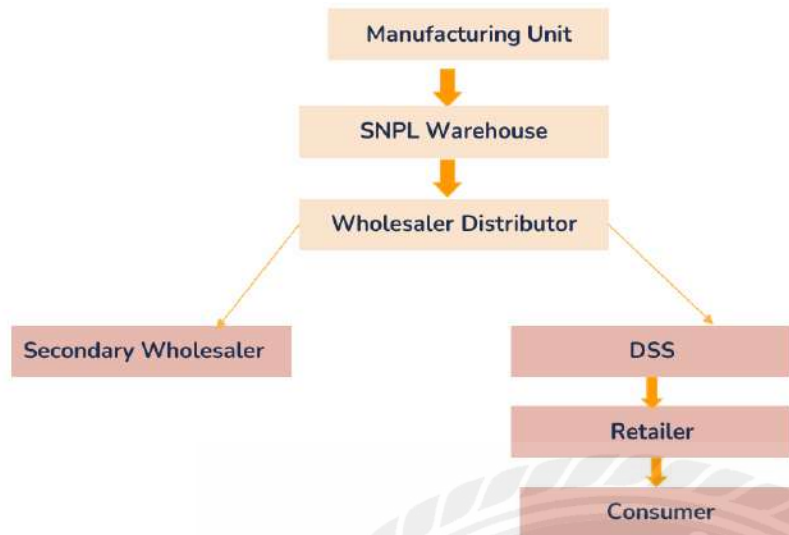 Manufacturing Unit
SNPL Warehouse
Wholesaler Distributor
Secondary Wholesaler
DSS
Retailer
Consumer